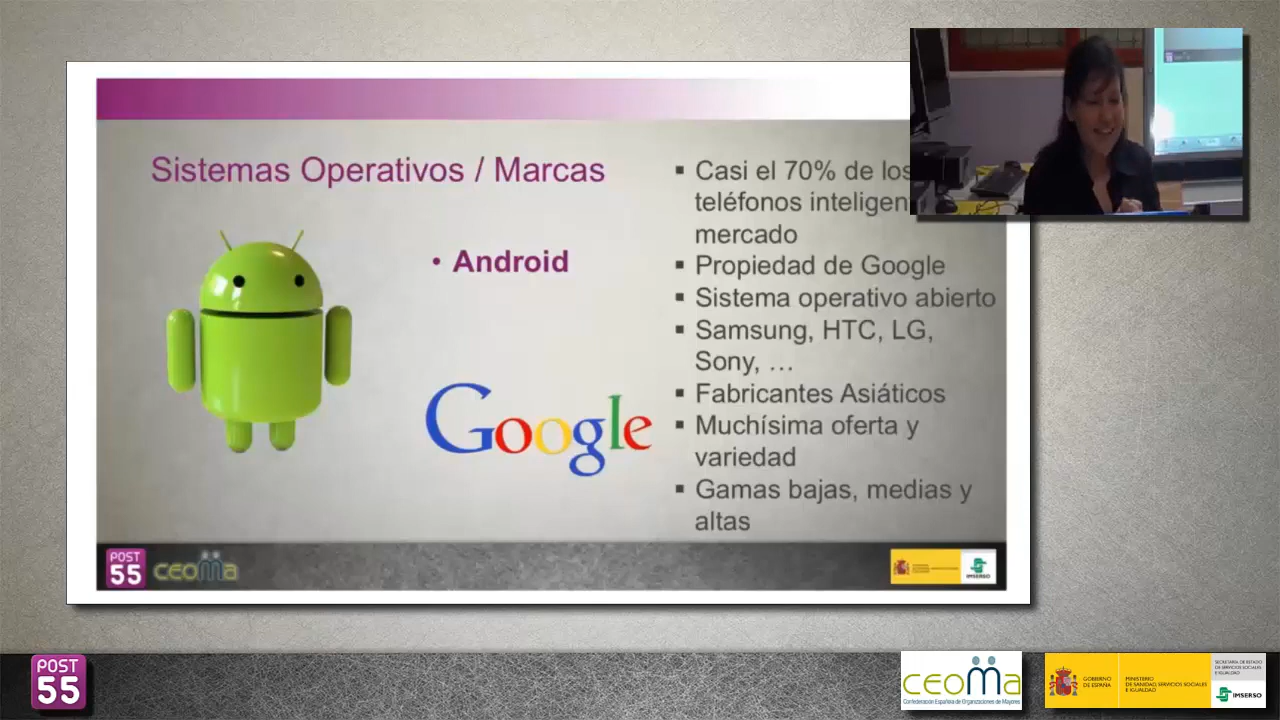 Sistemas Operativos / Marcas
• Android
Google
▪ Casi el 70% de los
teléfonos inteligen
mercado
▪ Propiedad de Google
▪ Sistema operativo abierto
▪ Samsung, HTC, LG,
Sony, …
▪ Fabricantes Asiáticos
▪ Muchísima oferta y
variedad
▪ Gamas bajas, medias y
altas
POST
55
ceoma
IMSERSO
POST
55
ceoma
Confederación Española de Organizaciones de Mayores
GOBIERNO
DE ESPAÑA
MINISTERIO
DE SANIDAD, SERVICIOS SOCIALES
E IGUALDAD
SECRETARÍA DE ESTADO
DE SERVICIOS SOCIALES
E IGUALDAD
IMSERSO